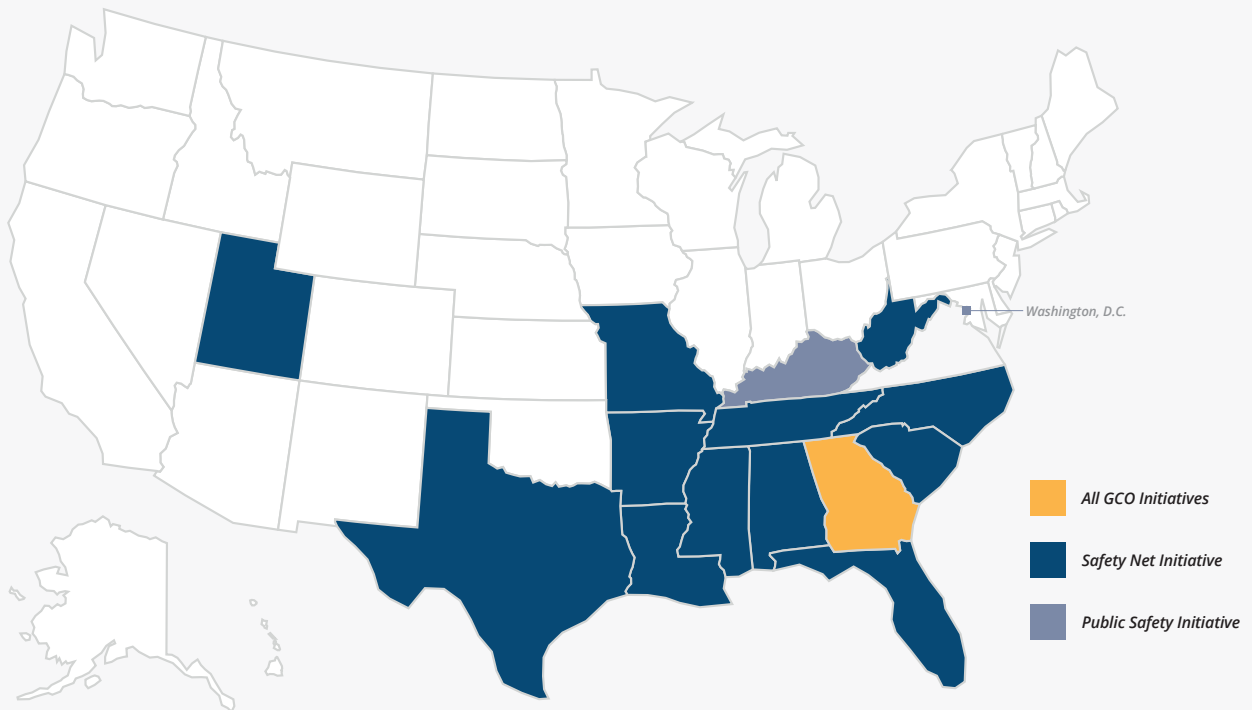 Washington, D.C.
All GCO Initiatives
Safety Net Initiative
Public Safety Initiative